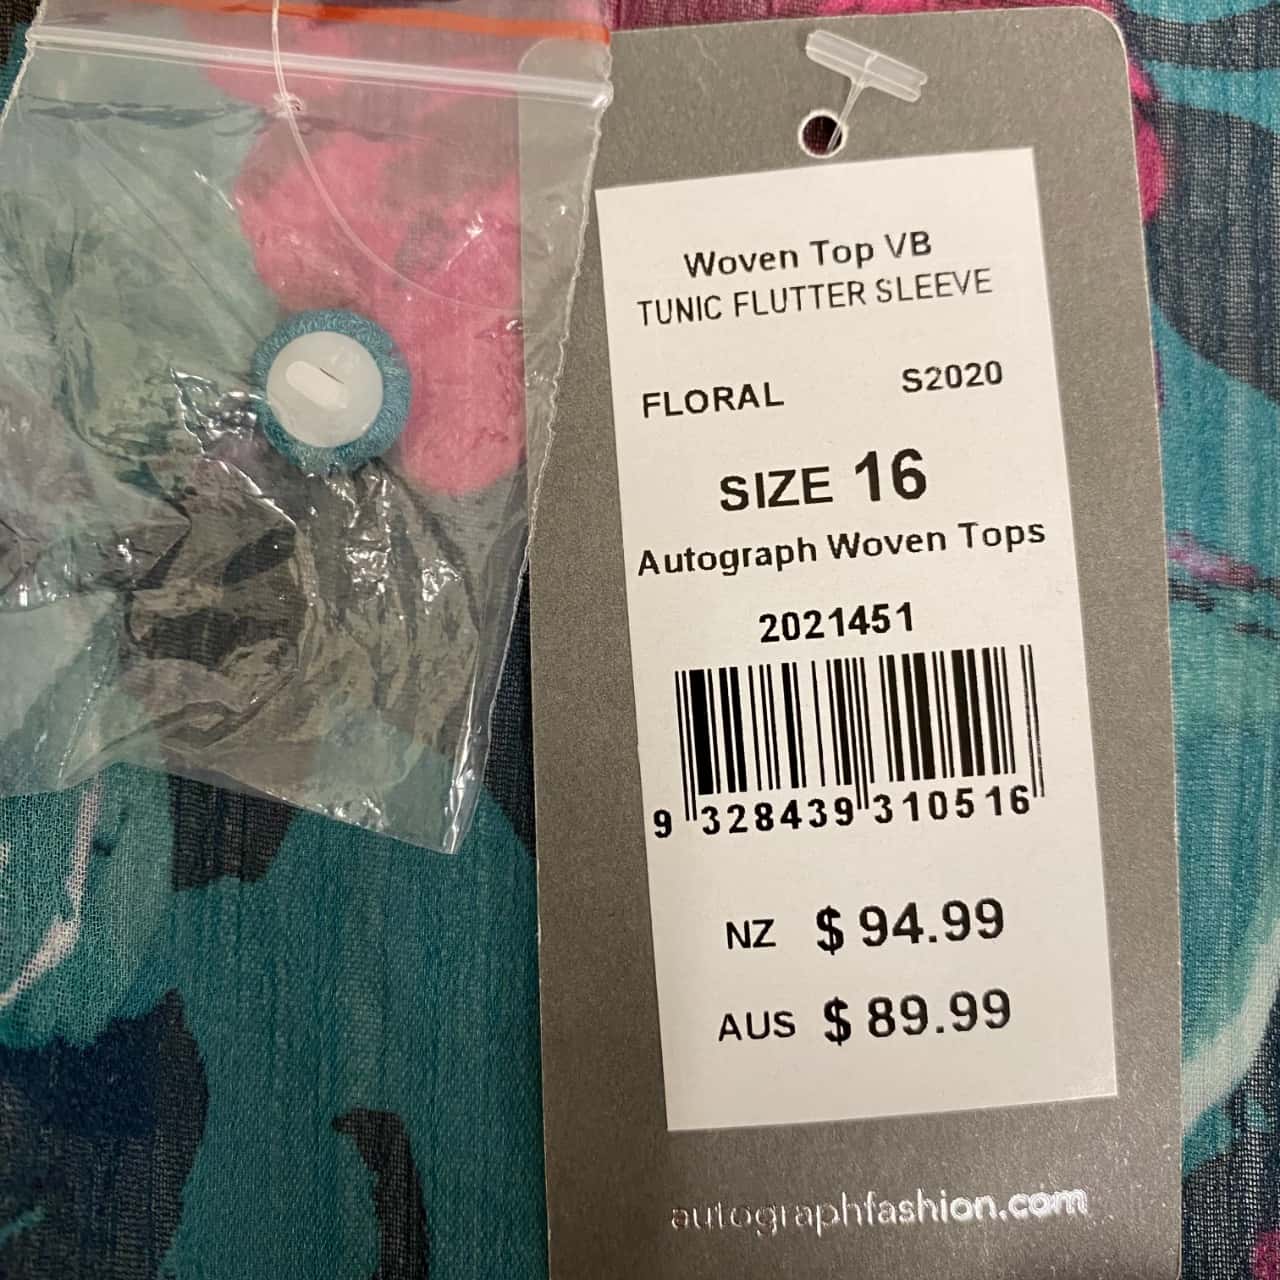 Woven Top VB
TUNIC FLUTTER SLEEVE
FLORAL S2020
SIZE 16
Autograph Woven Tops
2021451
9 328439 310516
NZ $ 94.99
AUS $ 89.99
autographfashion.com